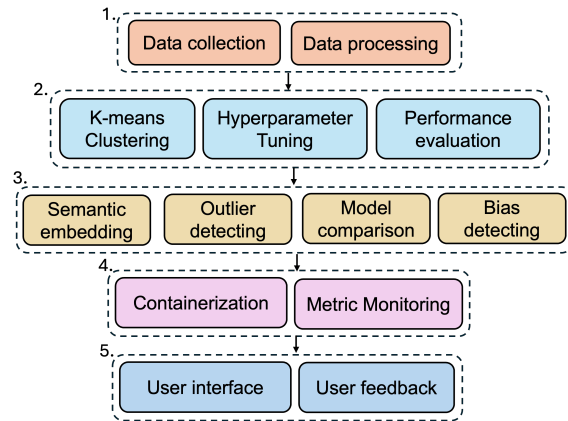 1.
Data collection
Data processing
2.
K-means
Clustering
Hyperparameter
Tuning
Performance
evaluation
3.
Semantic
embedding
Outlier
detecting
Model
comparison
Bias
detecting
4.
Containerization
Metric Monitoring
5.
User interface
User feedback